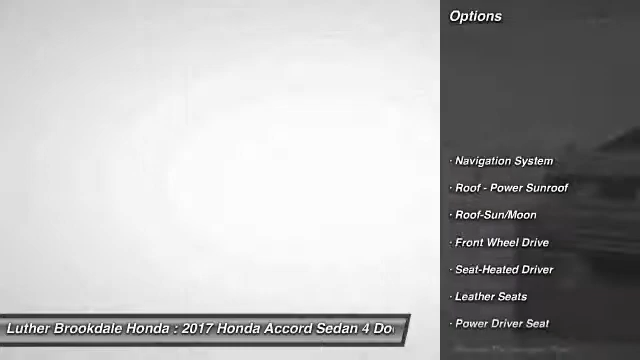 Options
· Navigation System
· Roof - Power Sunroof
· Roof-Sun/Moon
· Front Wheel Drive
· Seat-Heated Driver
· Leather Seats
· Power Driver Seat
Luther Brookdale Honda : 2017 Honda Accord Sedan 4 Do